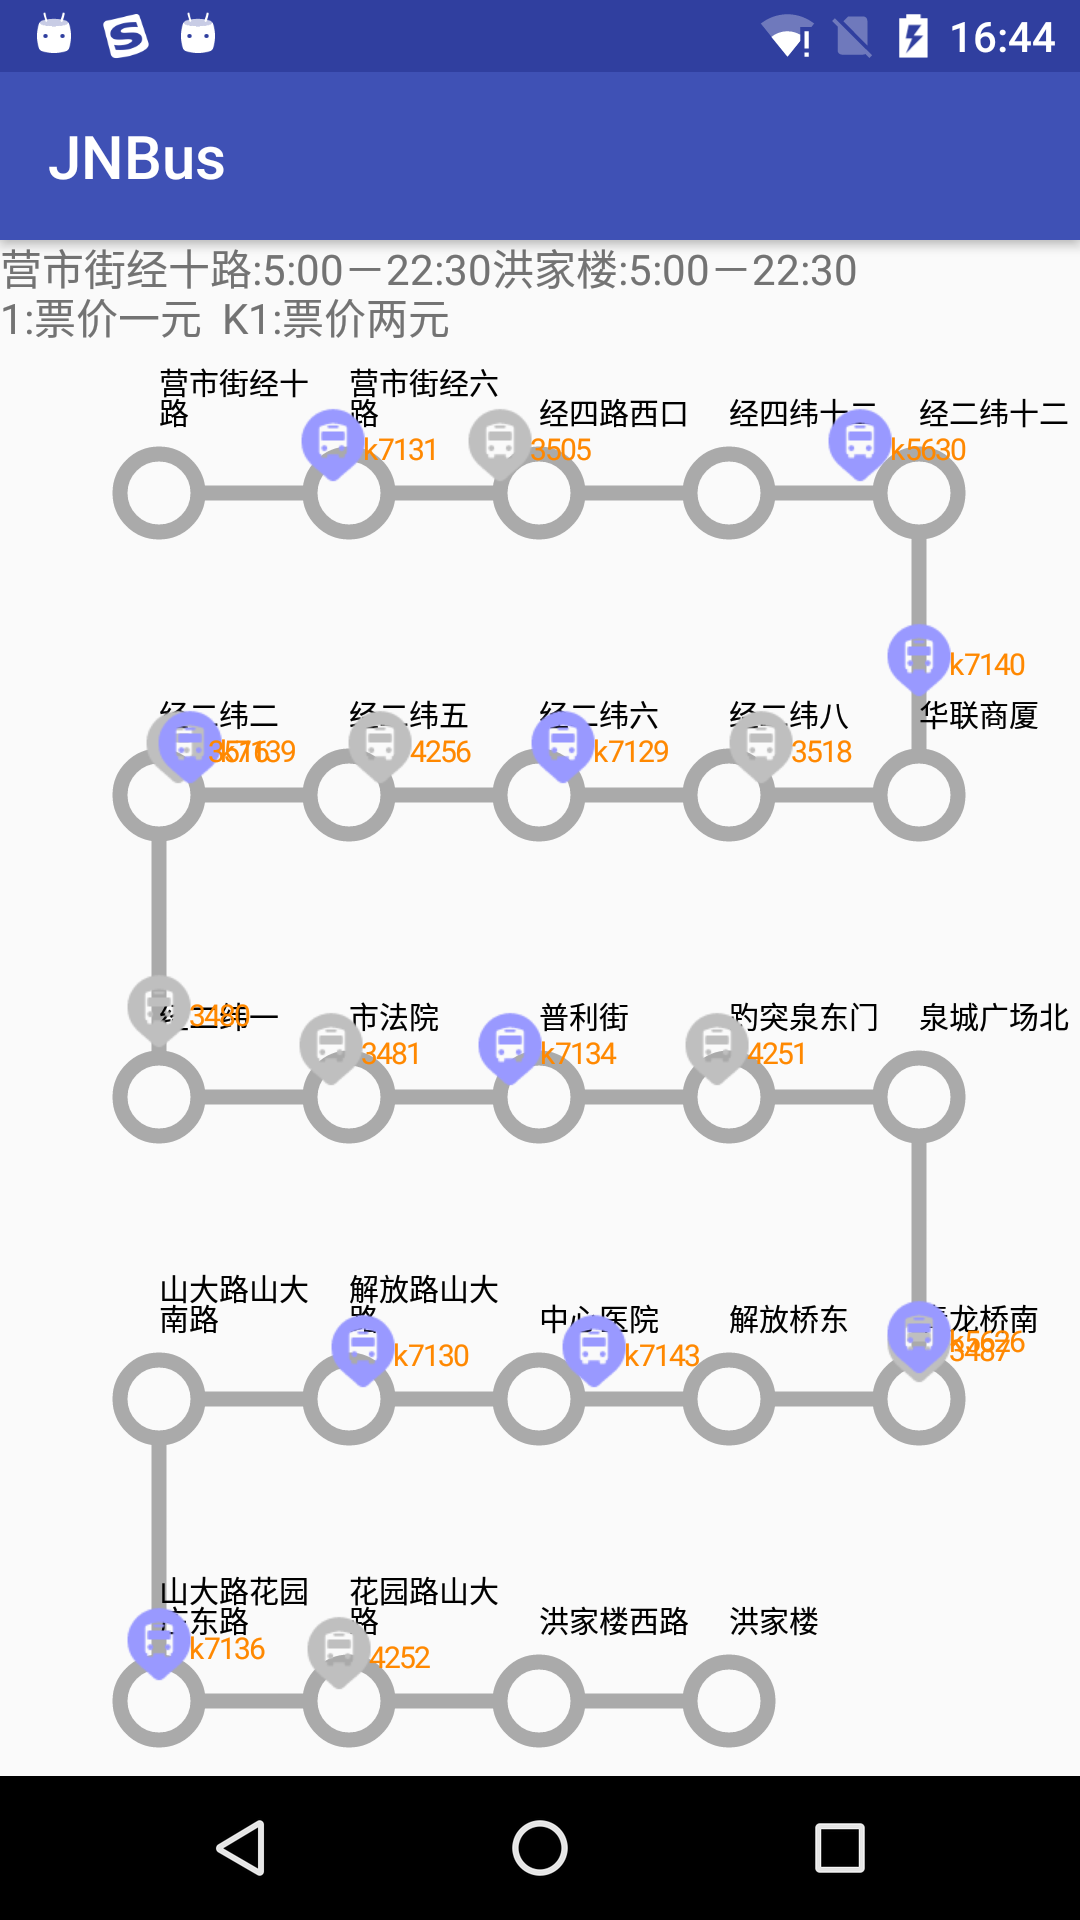 16:44
JNBus
营市街经十路:5:00－22:30洪家楼:5:00－22:30
1:票价一元 K1:票价两元
营市街经十
路
营市街经六
路
经四路西口
经四纬十二
经二纬十二
k7131
3505
k5630
k7140
经二纬二
经二纬五
经二纬六
经二纬八
华联商厦
k7139
4256
k7129
3518
经二纬一
市法院
普利街
趵突泉东门
泉城广场北
3480
3481
k7134
4251
山大路山大
南路
解放路山大
路
中心医院
解放桥东
青龙桥南
k5626
3487
k7130
k7143
山大路花园
庄东路
花园路山大
路
洪家楼西路
洪家楼
k7136
4252